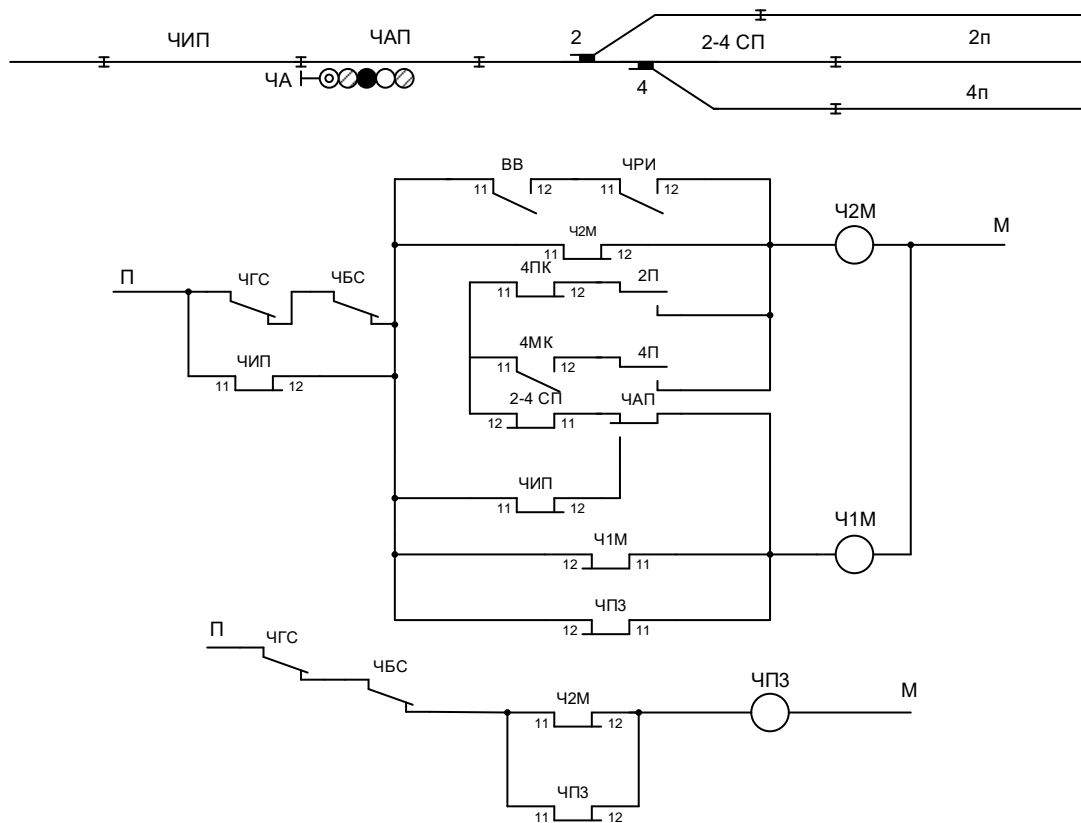 ЧИП ЧАП 2 2-4 СП 2п
ЧА 4 4п
ВВ ЧРИ
11 12 11 12
Ч2М Ч2М М
11 12
П ЧГС ЧБС 4ПК 2П
11 12
ЧИП 4МК 4П
11 12 11 12
2-4 СП ЧАП
12 11
ЧИП
11 12
Ч1М Ч1М
12 11
ЧПЗ
12 11
П ЧГС
ЧБС Ч2М ЧПЗ М
11 12
ЧПЗ
11 12